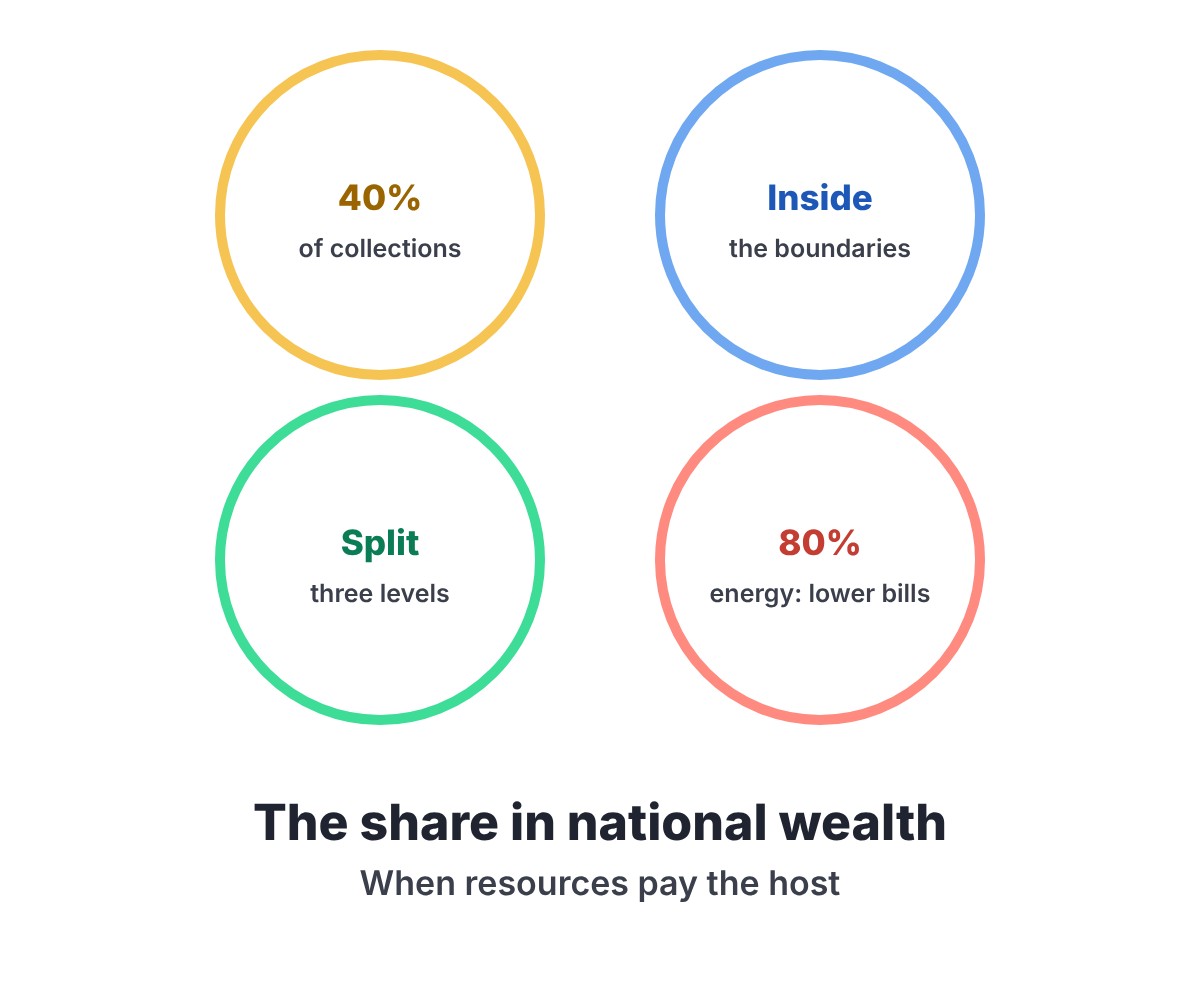 40%
of collections
Inside
the boundaries
Split
three levels
80%
energy: lower bills
The share in national wealth
When resources pay the host